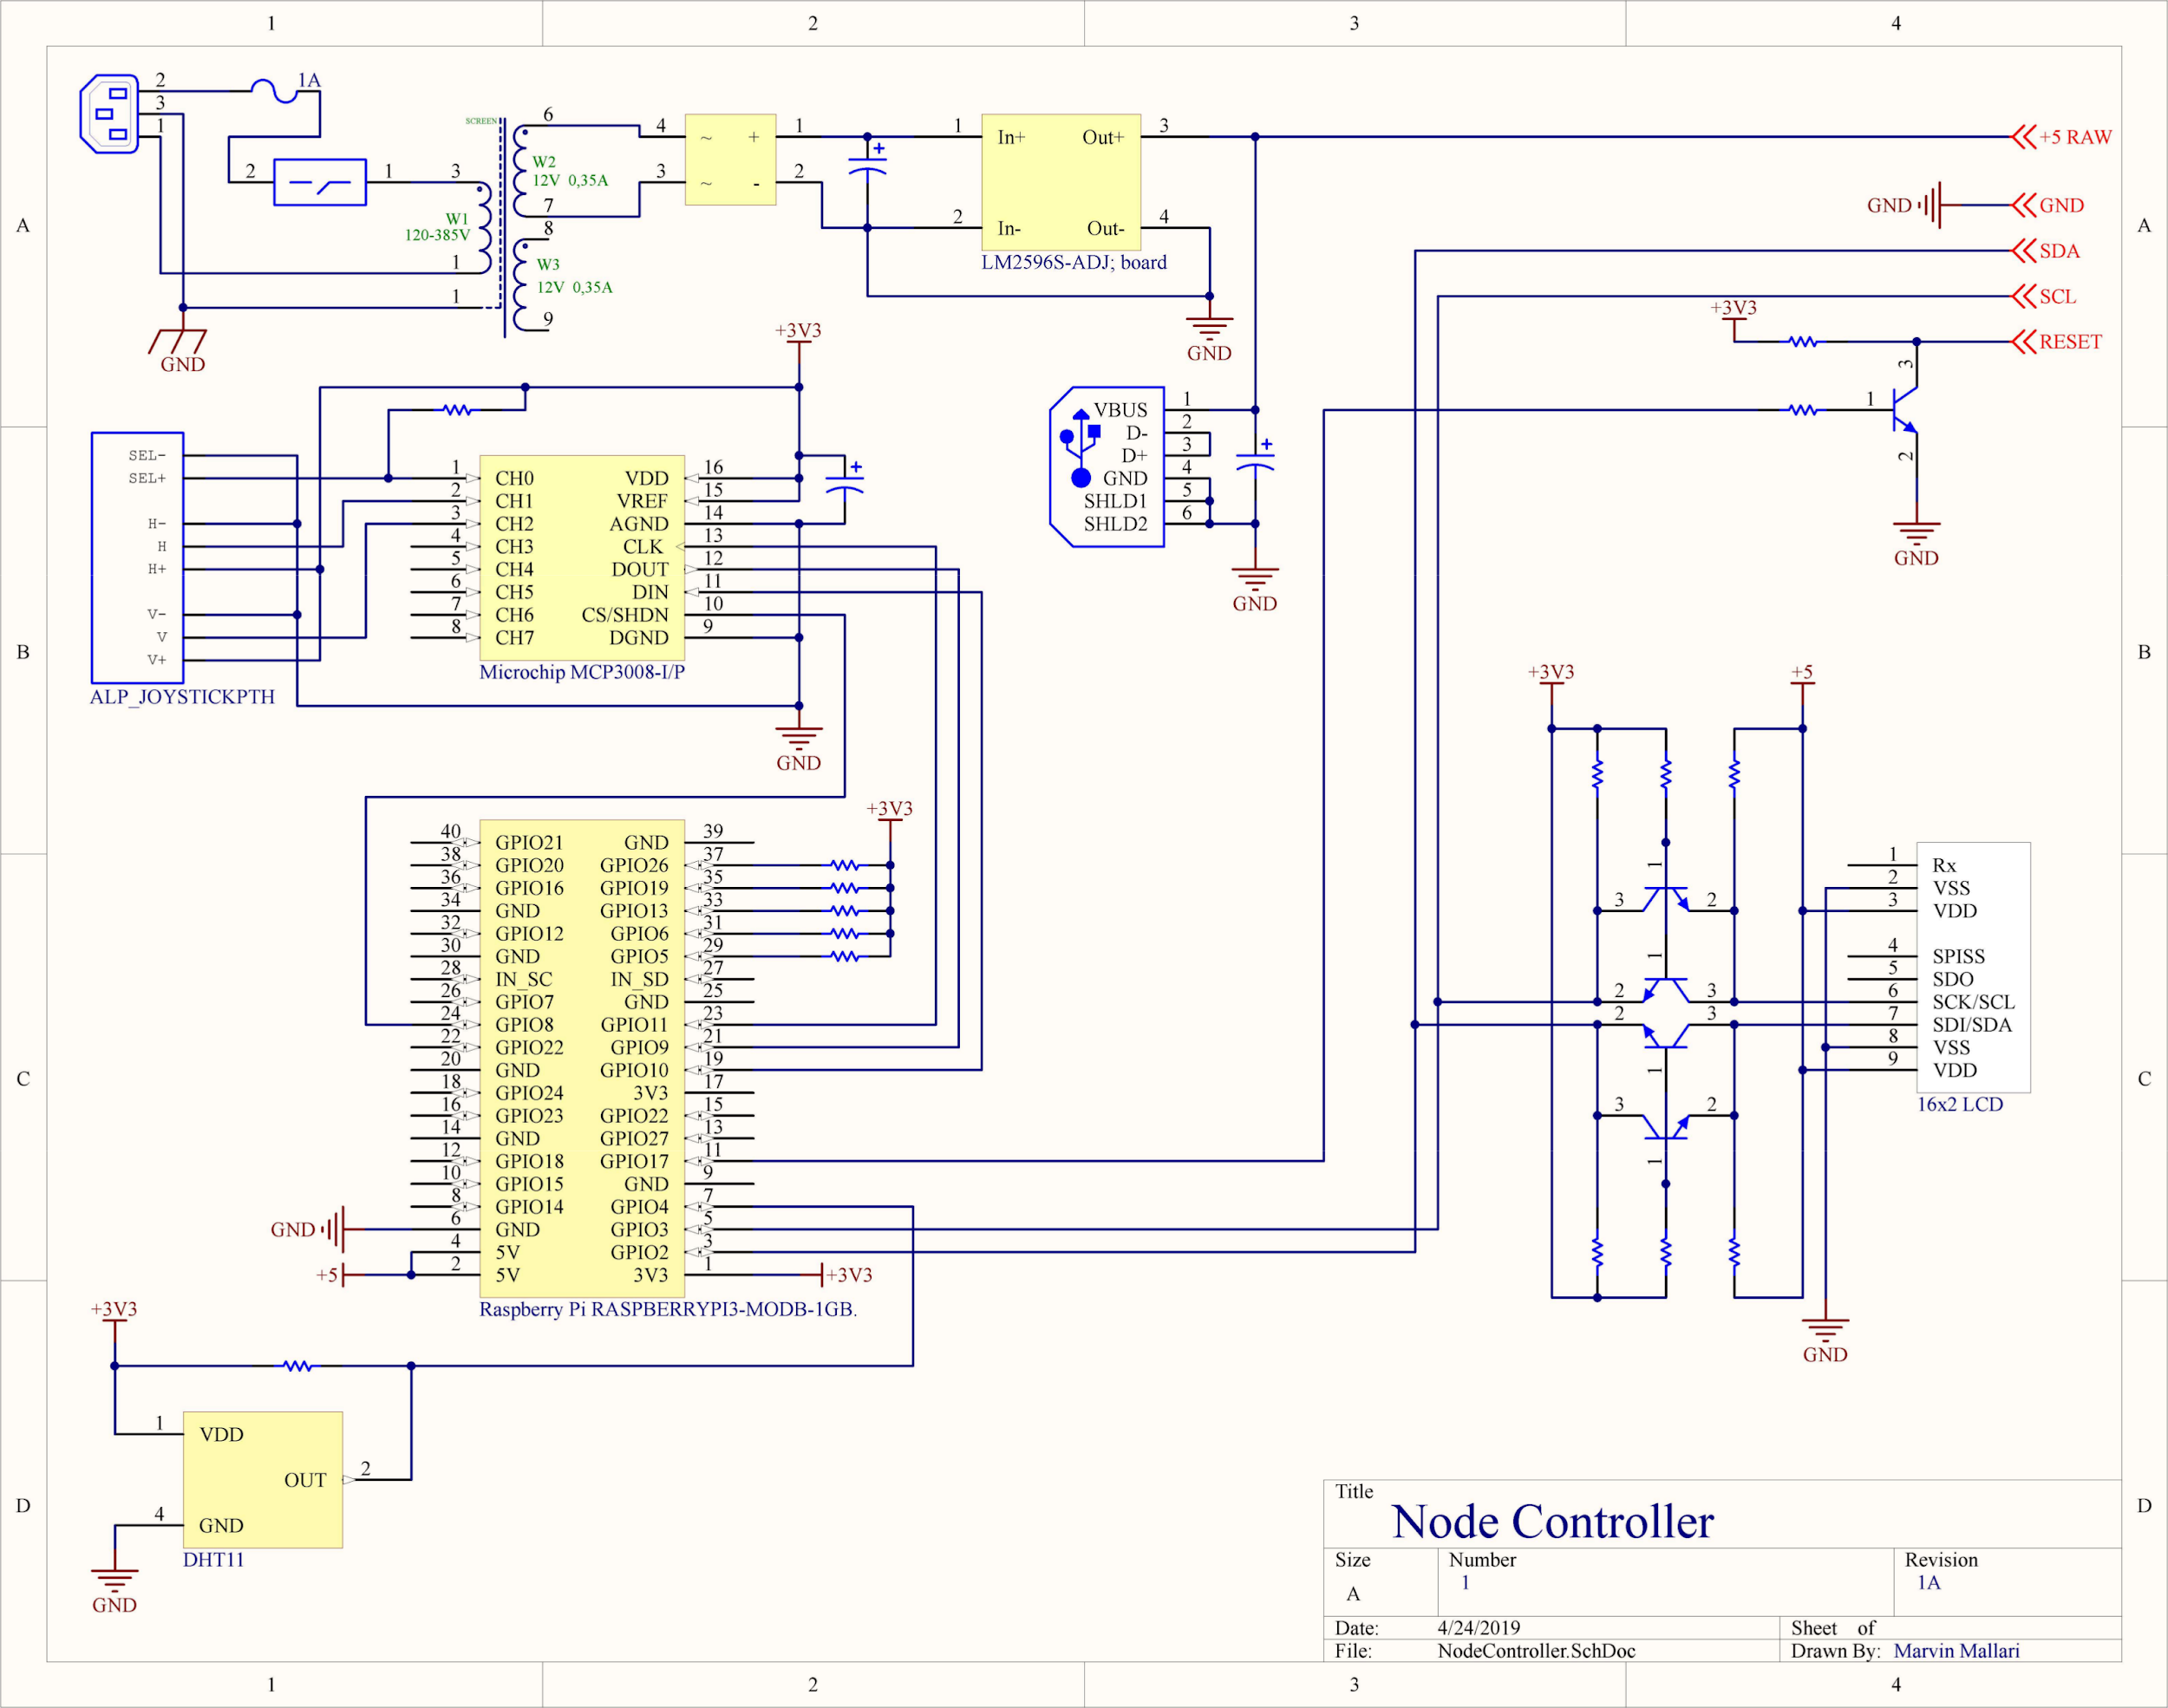 1 2 3 4
A
B
C
D
A
B
C
D
1 2 3 4
2
3
1
1A
2 1
GND
SCREEN
W1
120-385V
3
1
1
6
W2
12V 0,35A
7
8
W3
12V 0,35A
9
4 ~ + 1
3 ~ - 2
1 In+ Out+ 3
2 In- Out- 4
LM2596S-ADJ; board
GND
+5 RAW
GND GND
SDA
SCL
+3V3
RESET
3
1
2
GND
VBUS 1
D- 2
D+ 3
GND 4
SHLD1 5
SHLD2 6
GND
+3V3
SEL-
SEL+
H-
H
H+
V-
V
V+
ALP_JOYSTICKPTH
1 CH0 VDD 16
2 CH1 VREF 15
3 CH2 AGND 14
4 CH3 CLK 13
5 CH4 DOUT 12
6 CH5 DIN 11
7 CH6 CS/SHDN 10
8 CH7 DGND 9
Microchip MCP3008-I/P
GND
+3V3
40 GPIO21 GND 39
38 GPIO20 GPIO26 37
36 GPIO16 GPIO19 35
34 GND GPIO13 33
32 GPIO12 GPIO6 31
30 GND GPIO5 29
28 IN_SC IN_SD 27
26 GPIO7 GND 25
24 GPIO8 GPIO11 23
22 GPIO22 GPIO9 21
20 GND GPIO10 19
18 GPIO24 3V3 17
16 GPIO23 GPIO22 15
14 GND GPIO27 13
12 GPIO18 GPIO17 11
10 GPIO15 GND 9
8 GPIO14 GPIO4 7
GND 6 GND GPIO3 5
4 5V GPIO2 3
+5 2 5V 3V3 1 +3V3
Raspberry Pi RASPBERRYPI3-MODB-1GB.
+3V3 +5
1
3 2
1
2 3
2 3
1
3 2
1
1 Rx
2 VSS
3 VDD
4 SPISS
5 SDO
6 SCK/SCL
7 SDI/SDA
8 VSS
9 VDD
16x2 LCD
GND
+3V3
1 VDD
OUT 2
4 GND
DHT11
GND
Title
Node Controller
Size Number Revision
A 1 1A
Date: 4/24/2019 Sheet of
File: NodeController.SchDoc Drawn By: Marvin Mallari